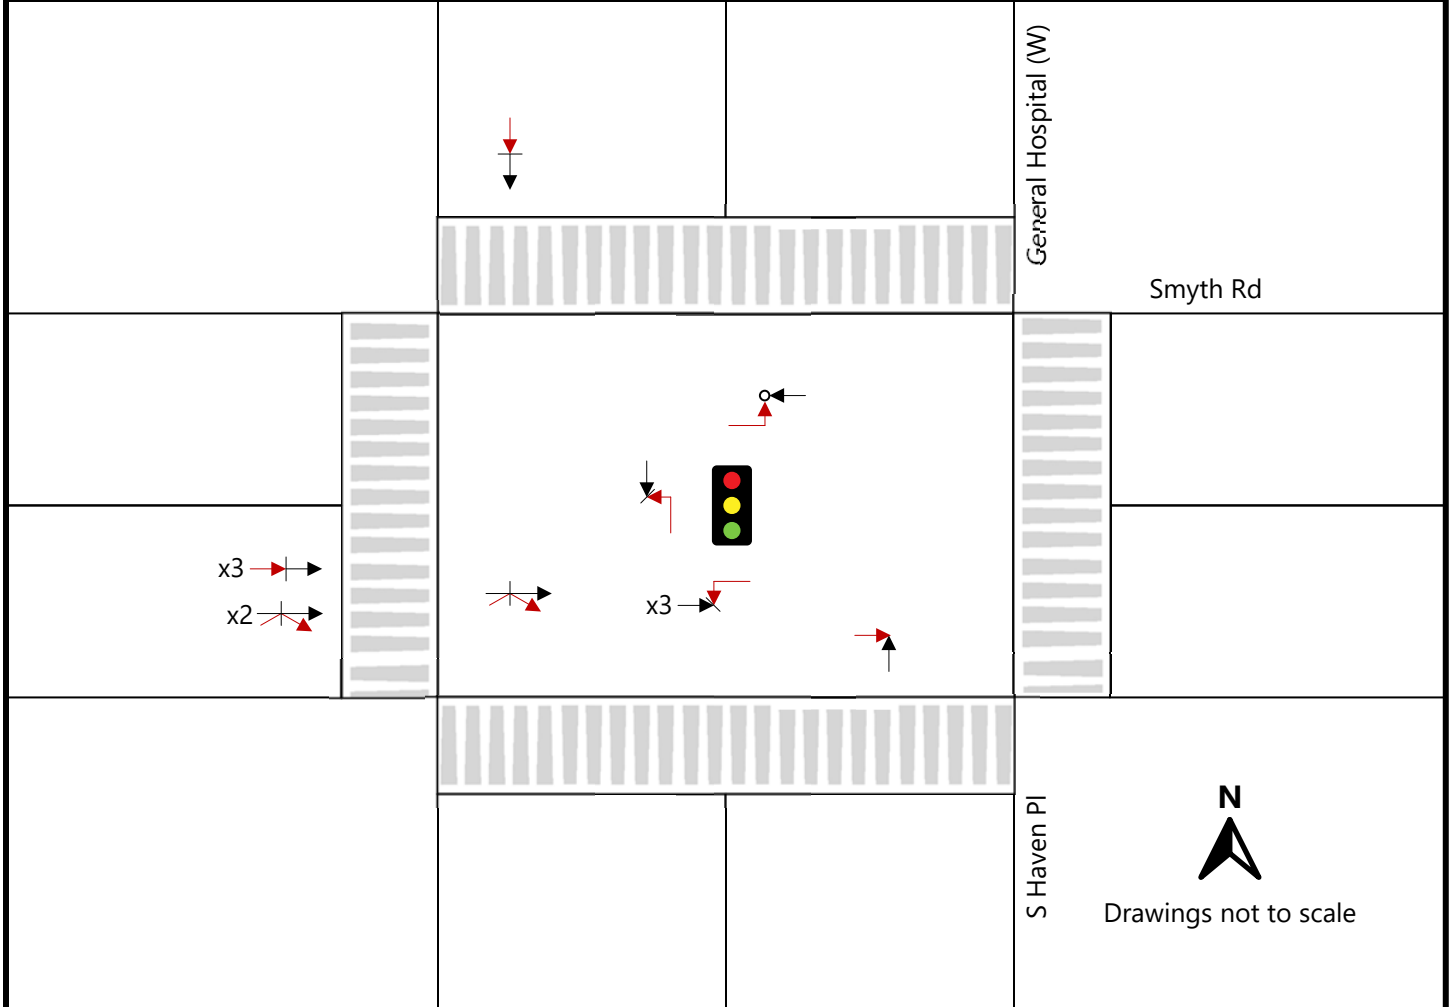 General Hospital (W)
Smyth Rd
x3
x2
x3
S Haven Pl
N
Drawings not to scale